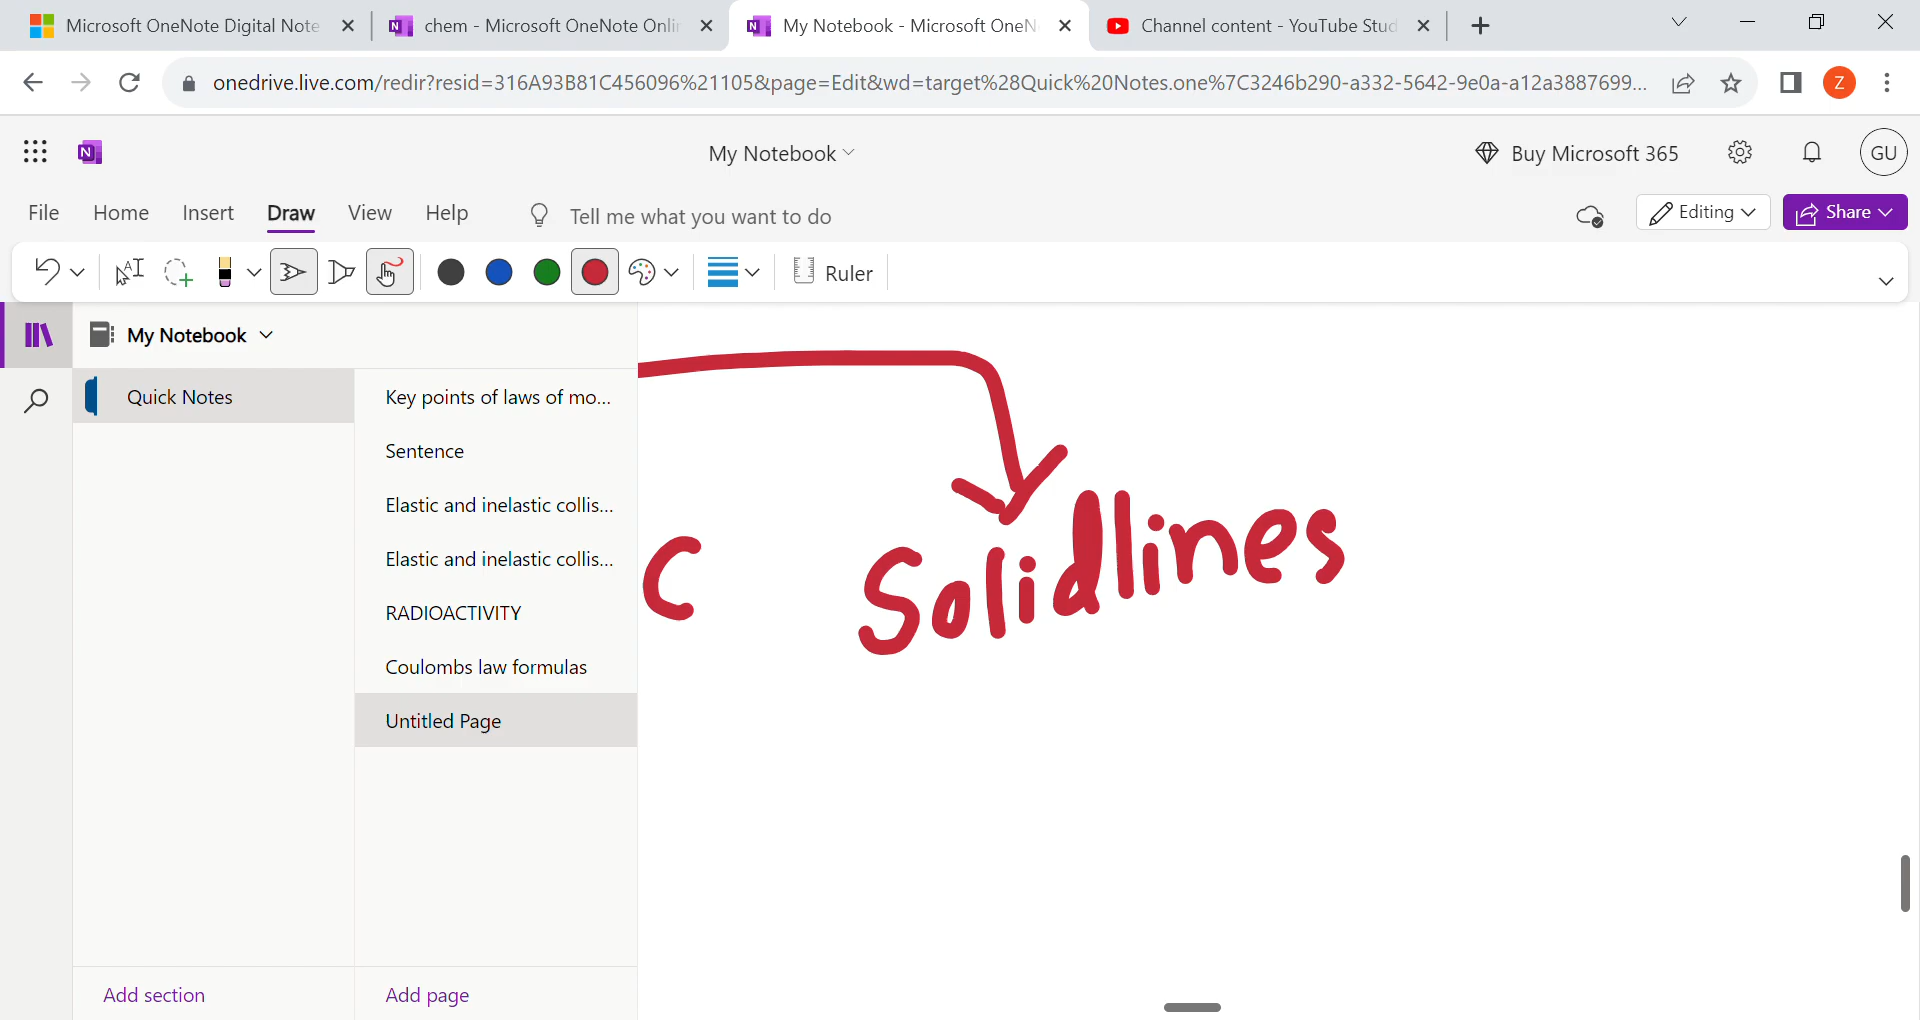 Microsoft OneNote Digital Note
chem - Microsoft OneNote Onli
My Notebook - Microsoft OneN
Channel content - YouTube Stud
onedrive.live.com/redir?resid=316A93B81C456096%21105&page=Edit&wd=target%28Quick%20Notes.one%7C3246b290-a332-5642-9e0a-a12a3887699...
Z
N
My Notebook
Buy Microsoft 365
GU
File Home Insert Draw View Help Tell me what you want to do
Editing
Share
Ruler
My Notebook
Quick Notes
Key points of laws of mo...
Sentence
Elastic and inelastic collis...
Elastic and inelastic collis...
RADIOACTIVITY
Coulombs law formulas
Untitled Page
C Solidlines
Add section
Add page